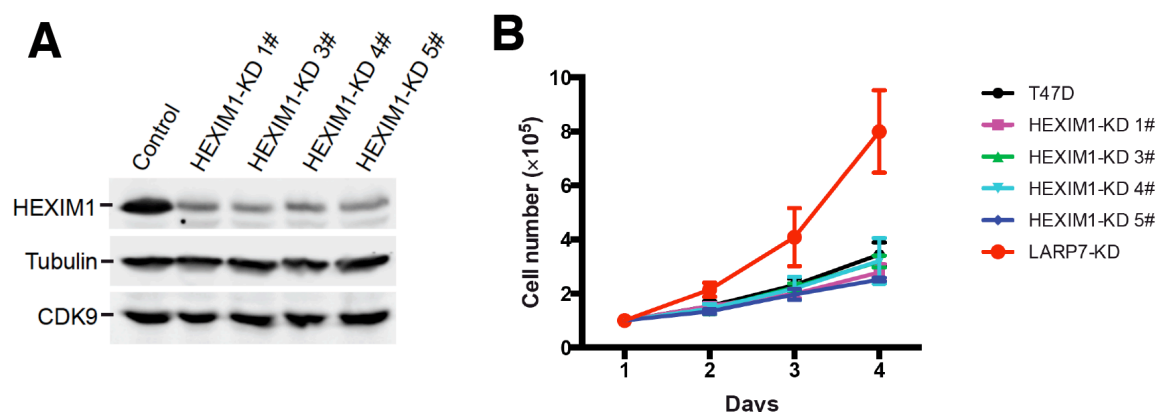 A
Control
HEXIM1-KD 1#
HEXIM1-KD 3#
HEXIM1-KD 4#
HEXIM1-KD 5#
HEXIM1
Tubulin
CDK9
B
Cell number (×10⁵)
10
8
6
4
2
0
1 2 3 4
Days
T47D
HEXIM1-KD 1#
HEXIM1-KD 3#
HEXIM1-KD 4#
HEXIM1-KD 5#
LARP7-KD